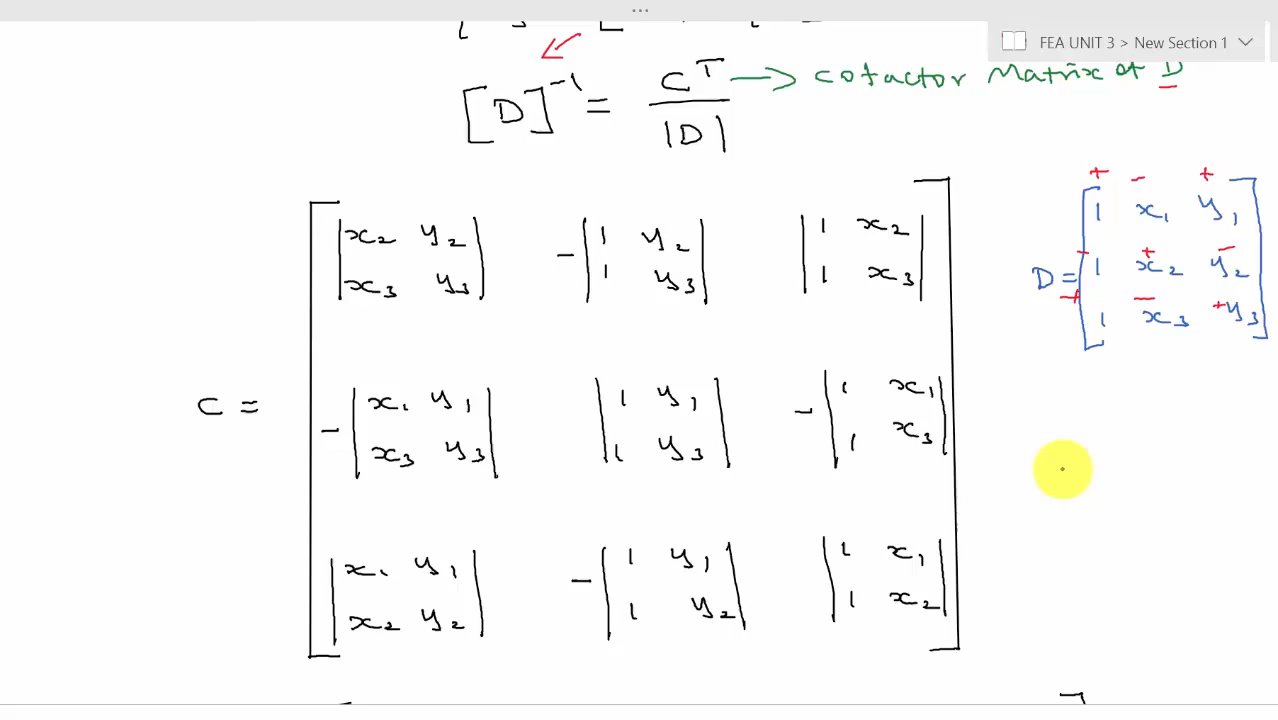 FEA UNIT 3 > New Section 1
[D]⁻¹ = Cᵀ / |D| → cofactor Matrix of D
C = [ |x₂ y₂; x₃ y₃| -|1 y₂; 1 y₃| |1 x₂; 1 x₃|
-|x₁ y₁; x₃ y₃| |1 y₁; 1 y₃| -|1 x₁; 1 x₃|
|x₁ y₁; x₂ y₂| -|1 y₁; 1 y₂| |1 x₁; 1 x₂| ]
+ - +
D = [ 1 x₁ y₁
- + -
1 x₂ y₂
+ - +
1 x₃ y₃ ]